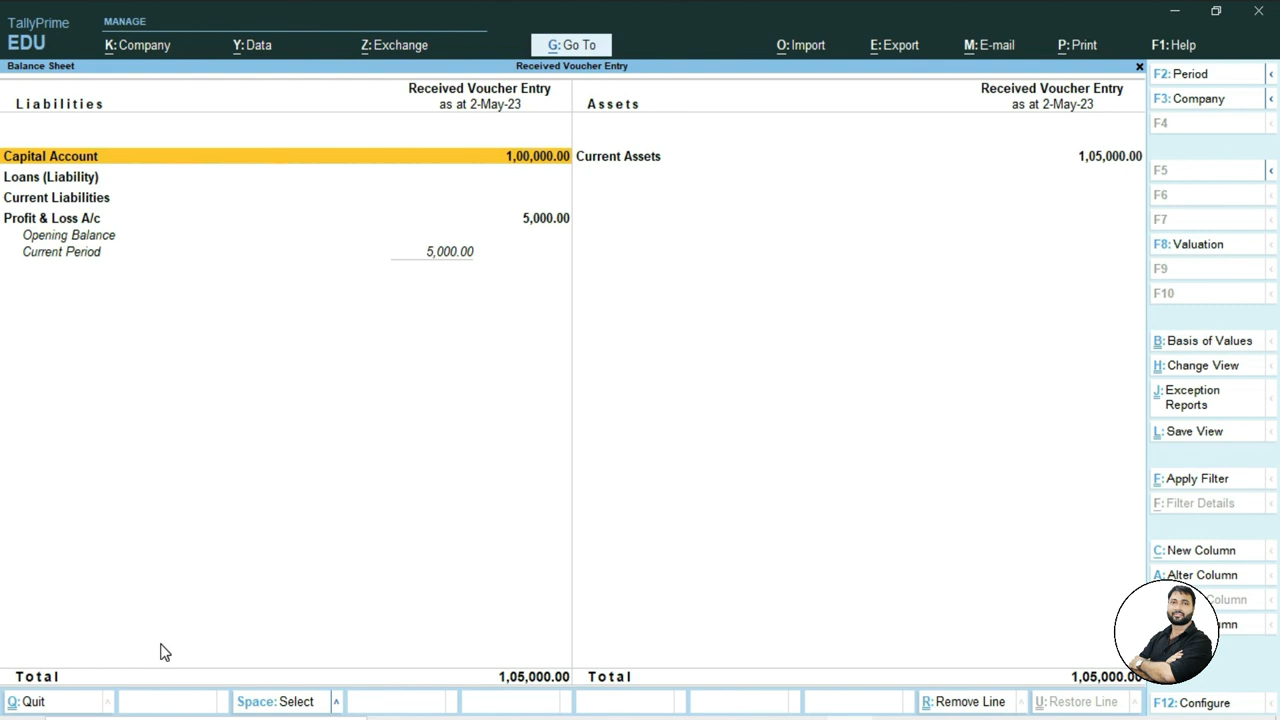 TallyPrime
EDU
MANAGE
K: Company
Y: Data
Z: Exchange
G: Go To
O: Import
E: Export
M: E-mail
P: Print
F1: Help
Balance Sheet
Received Voucher Entry
x
Liabilities
Received Voucher Entry
as at 2-May-23
Assets
Received Voucher Entry
as at 2-May-23
Capital Account 1,00,000.00
Loans (Liability)
Current Liabilities
Profit & Loss A/c 5,000.00
Opening Balance
Current Period 5,000.00
Current Assets 1,05,000.00
Total 1,05,000.00
Total 1,05,000.00
F2: Period
F3: Company
F4
F5
F6
F7
F8: Valuation
F9
F10
B: Basis of Values
H: Change View
J: Exception
Reports
L: Save View
F: Apply Filter
F: Filter Details
C: New Column
A: Alter Column
Column
F12: Configure
Q: Quit
Space: Select
R: Remove Line
U: Restore Line